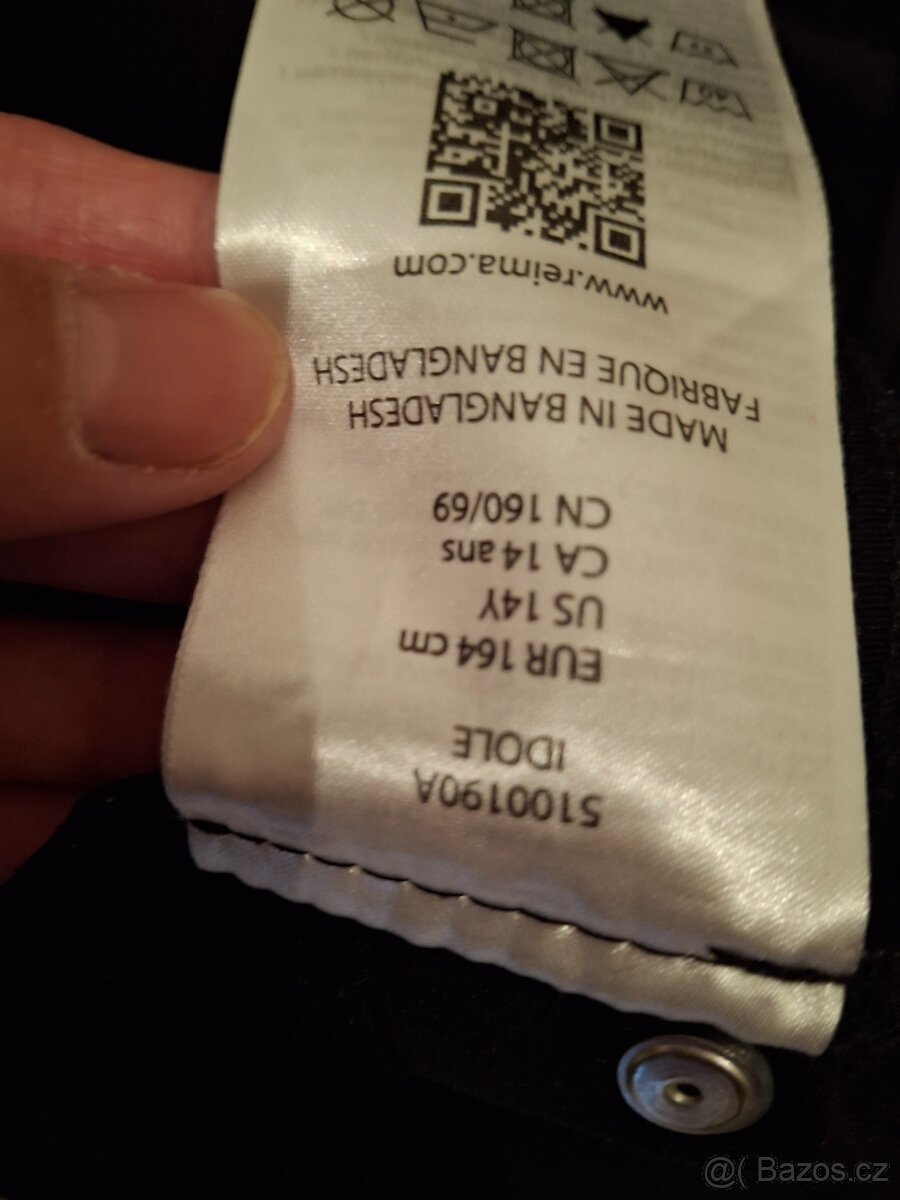 5100190A
IDOLE
EUR 164 cm
US 14Y
CA 14 ans
CN 160/69
MADE IN BANGLADESH
FABRIQUE EN BANGLADESH
www.reima.com
@( Bazos.cz